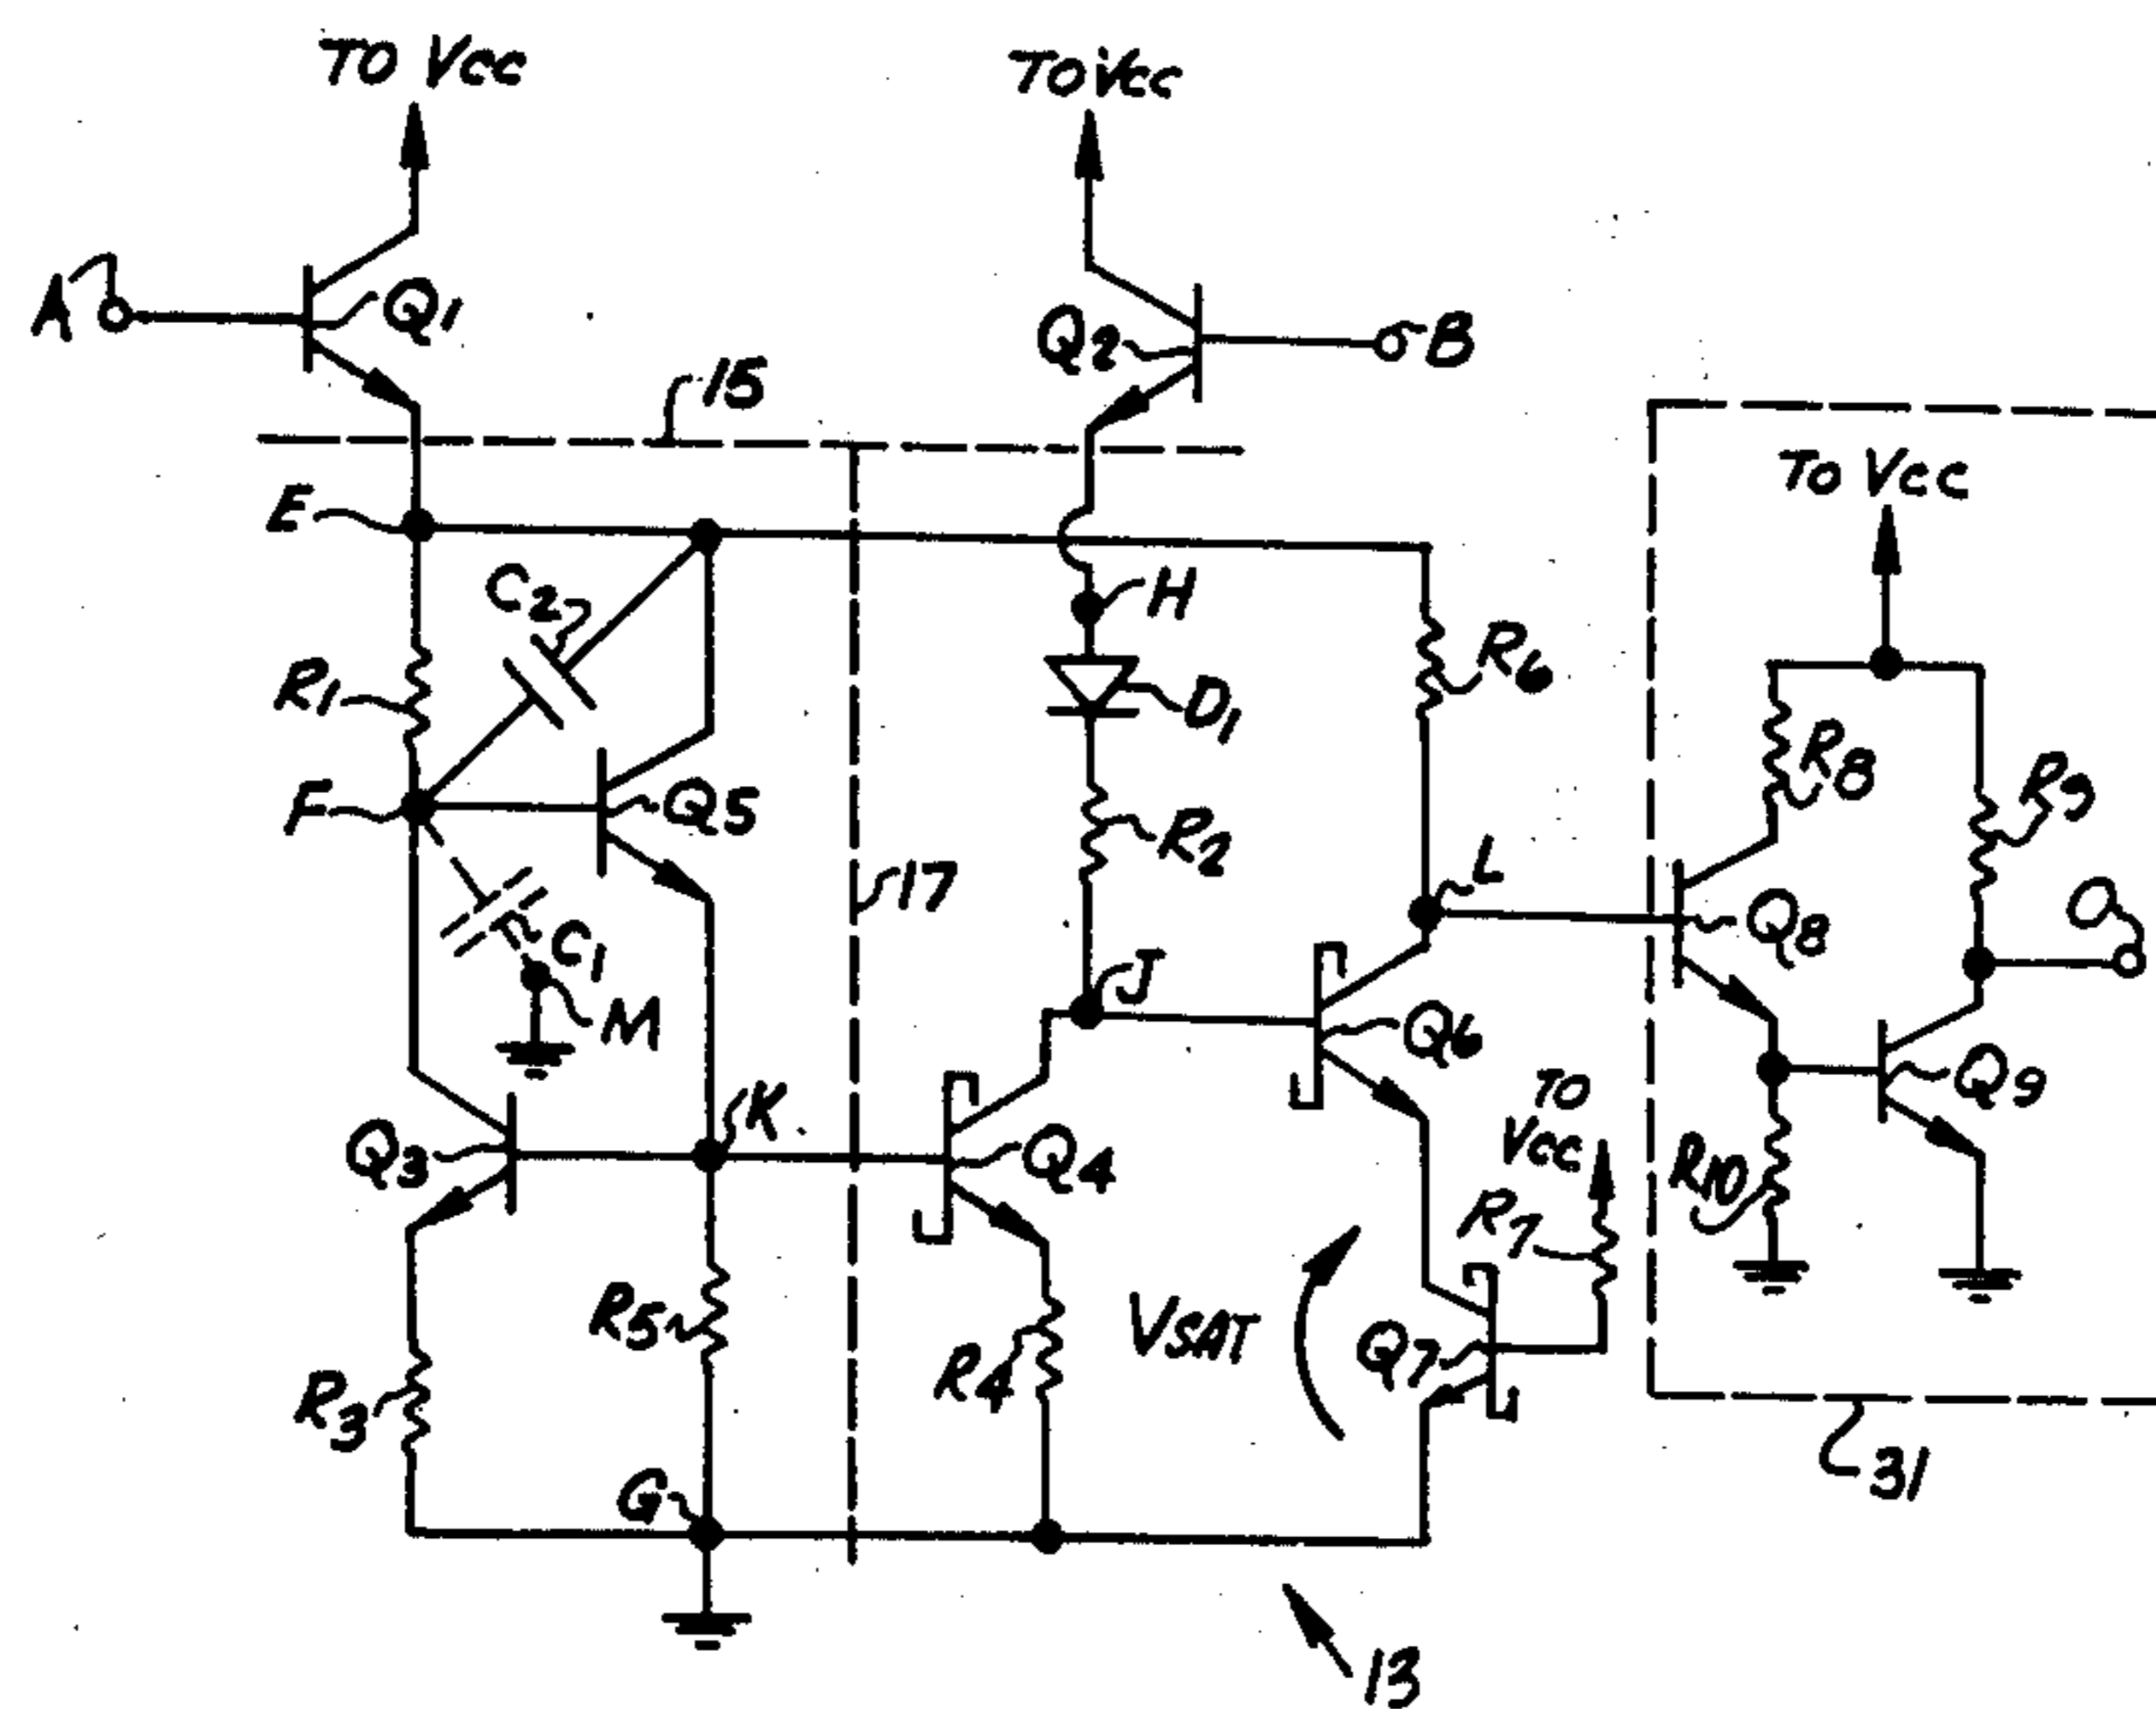 TO Vcc
TO Vcc
A
Q1
Q2
B
15
E
TO Vcc
C2
H
R1
D1
R6
R8
R9
F
Q5
R2
17
L
Q8
O
C1
J
M
Q6
Q9
K
TO
Vcc
Q3
Q4
R10
R7
R5
VSAT
Q7
R4
R3
G
31
13